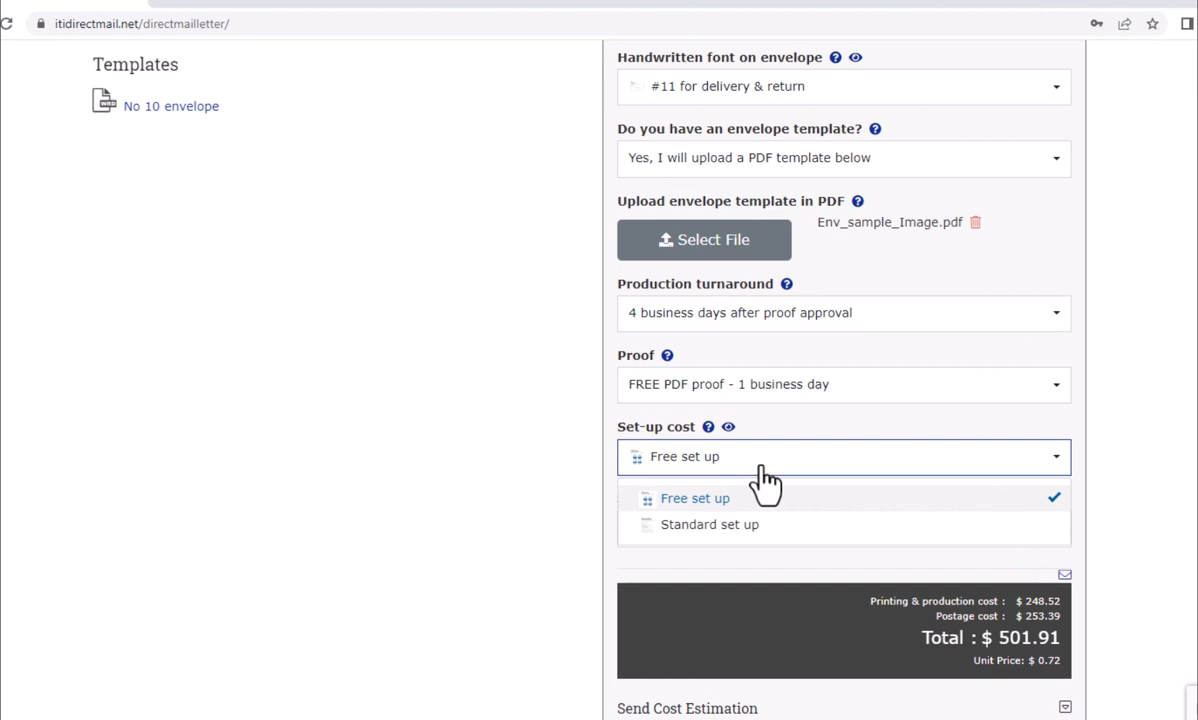 itidirectmail.net/directmailletter/
Templates
No 10 envelope
Handwritten font on envelope
#11 for delivery & return
Do you have an envelope template?
Yes, I will upload a PDF template below
Upload envelope template in PDF
Select File
Env_sample_Image.pdf
Production turnaround
4 business days after proof approval
Proof
FREE PDF proof - 1 business day
Set-up cost
Free set up
Free set up
Standard set up
Printing & production cost : $ 248.52
Postage cost : $ 253.39
Total : $ 501.91
Unit Price: $ 0.72
Send Cost Estimation